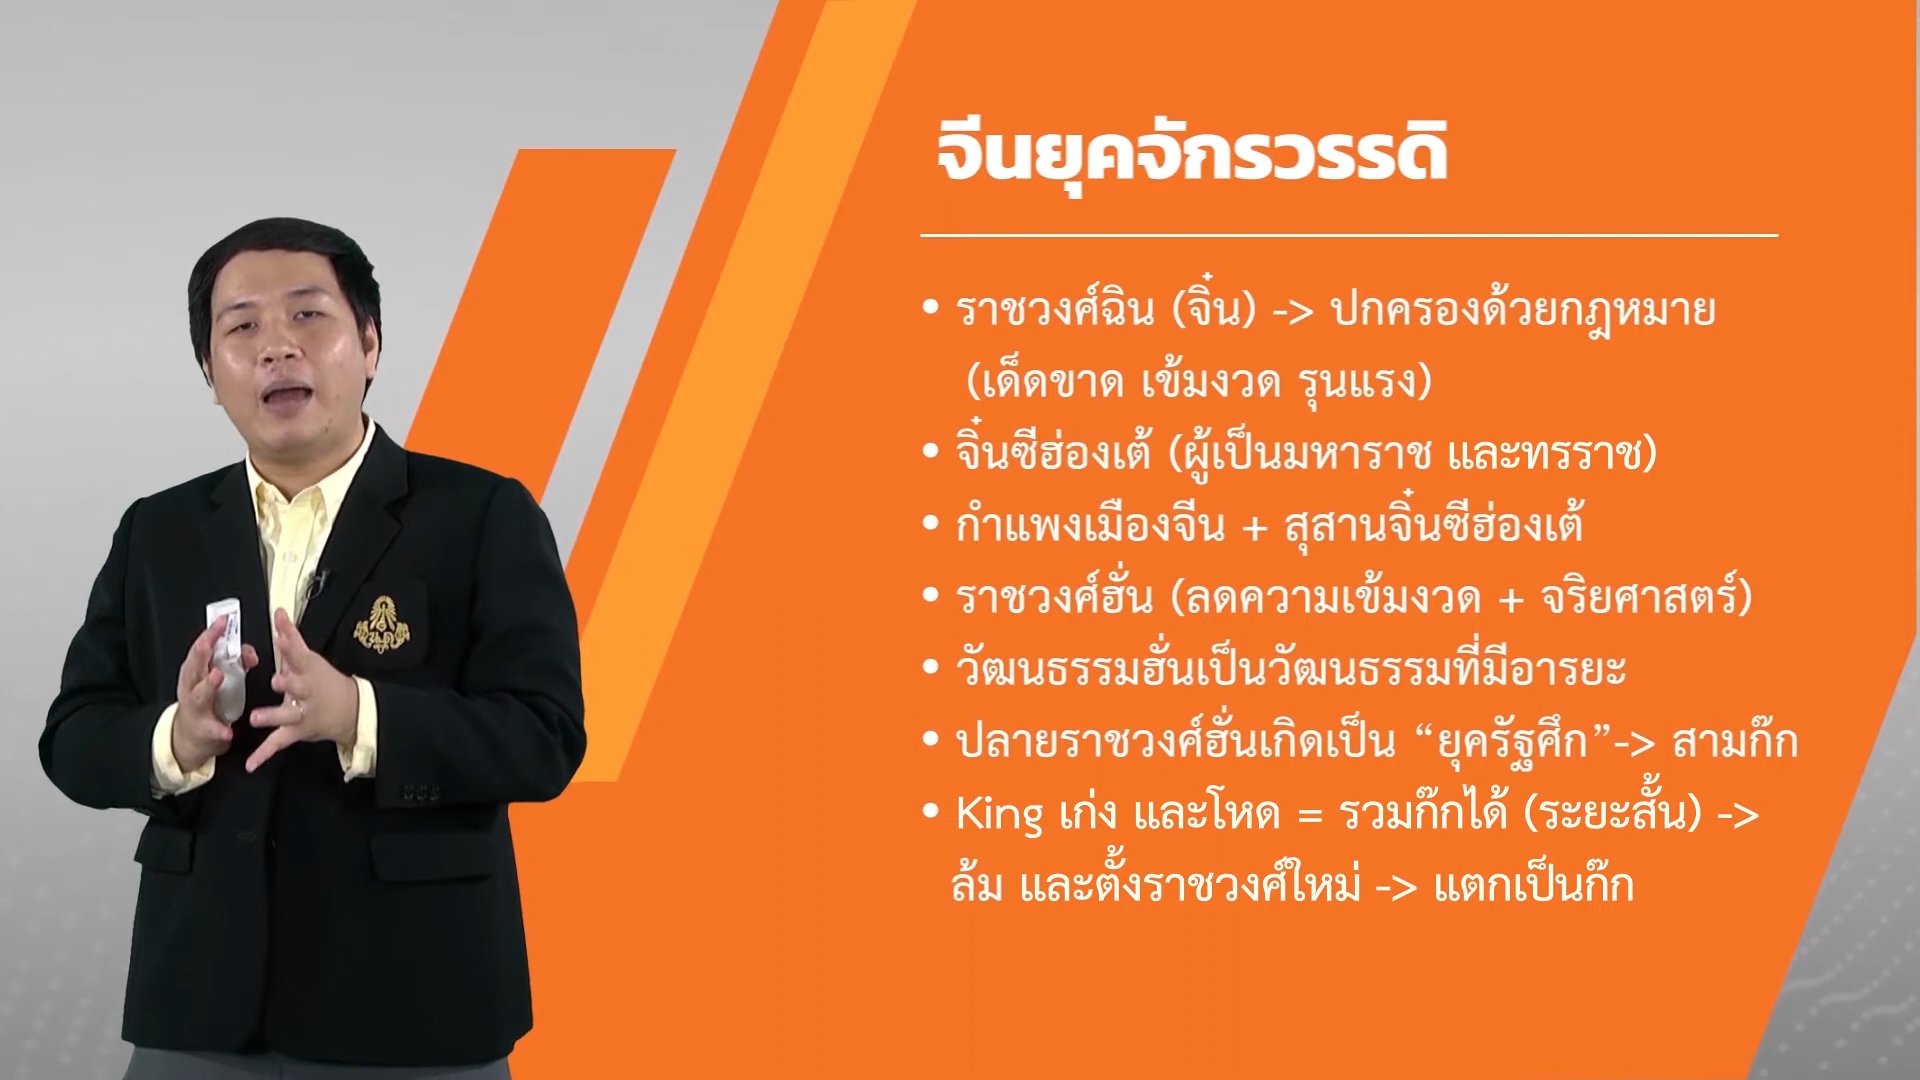 จีนยุคจักรวรรดิ
• ราชวงศ์ฉิน (จิ๋น) -> ปกครองด้วยกฎหมาย
(เด็ดขาด เข้มงวด รุนแรง)
• จิ๋นซีฮ่องเต้ (ผู้เป็นมหาราช และทรราช)
• กำแพงเมืองจีน + สุสานจิ๋นซีฮ่องเต้
• ราชวงศ์ฮั่น (ลดความเข้มงวด + จริยศาสตร์)
• วัฒนธรรมฮั่นเป็นวัฒนธรรมที่มีอารยะ
• ปลายราชวงศ์ฮั่นเกิดเป็น “ยุครัฐศึก”-> สามก๊ก
• King เก่ง และโหด = รวมก๊กได้ (ระยะสั้น) ->
ล้ม และตั้งราชวงศ์ใหม่ -> แตกเป็นก๊ก